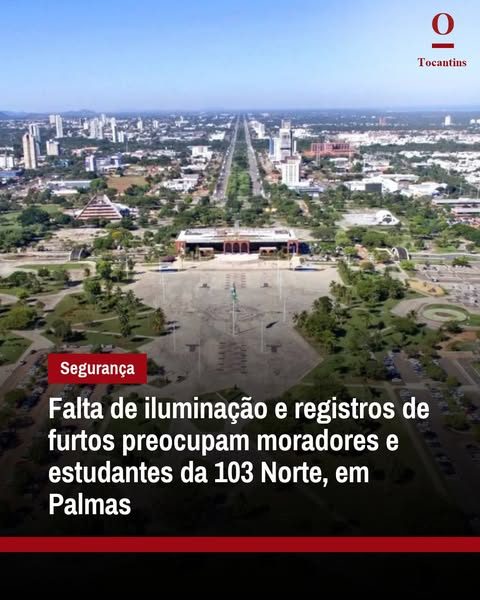 O
Tocantins
Segurança
Falta de iluminação e registros de
furtos preocupam moradores e
estudantes da 103 Norte, em
Palmas